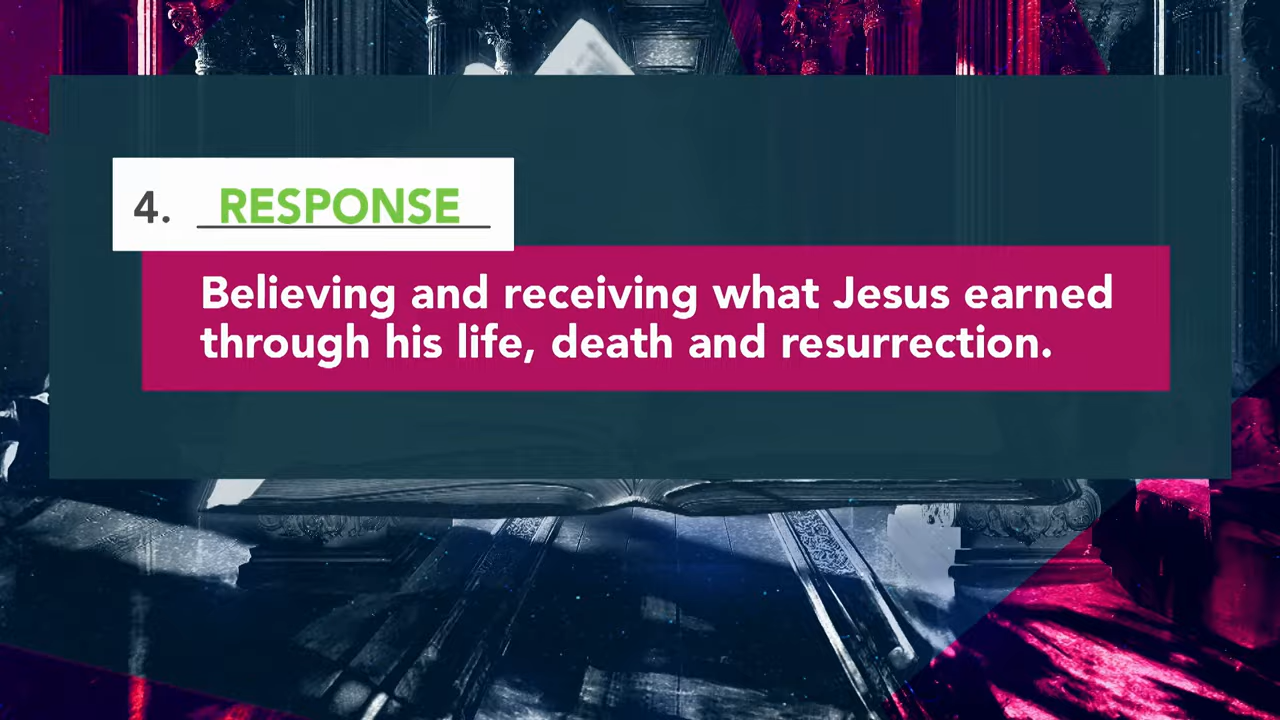 4. RESPONSE
Believing and receiving what Jesus earned
through his life, death and resurrection.